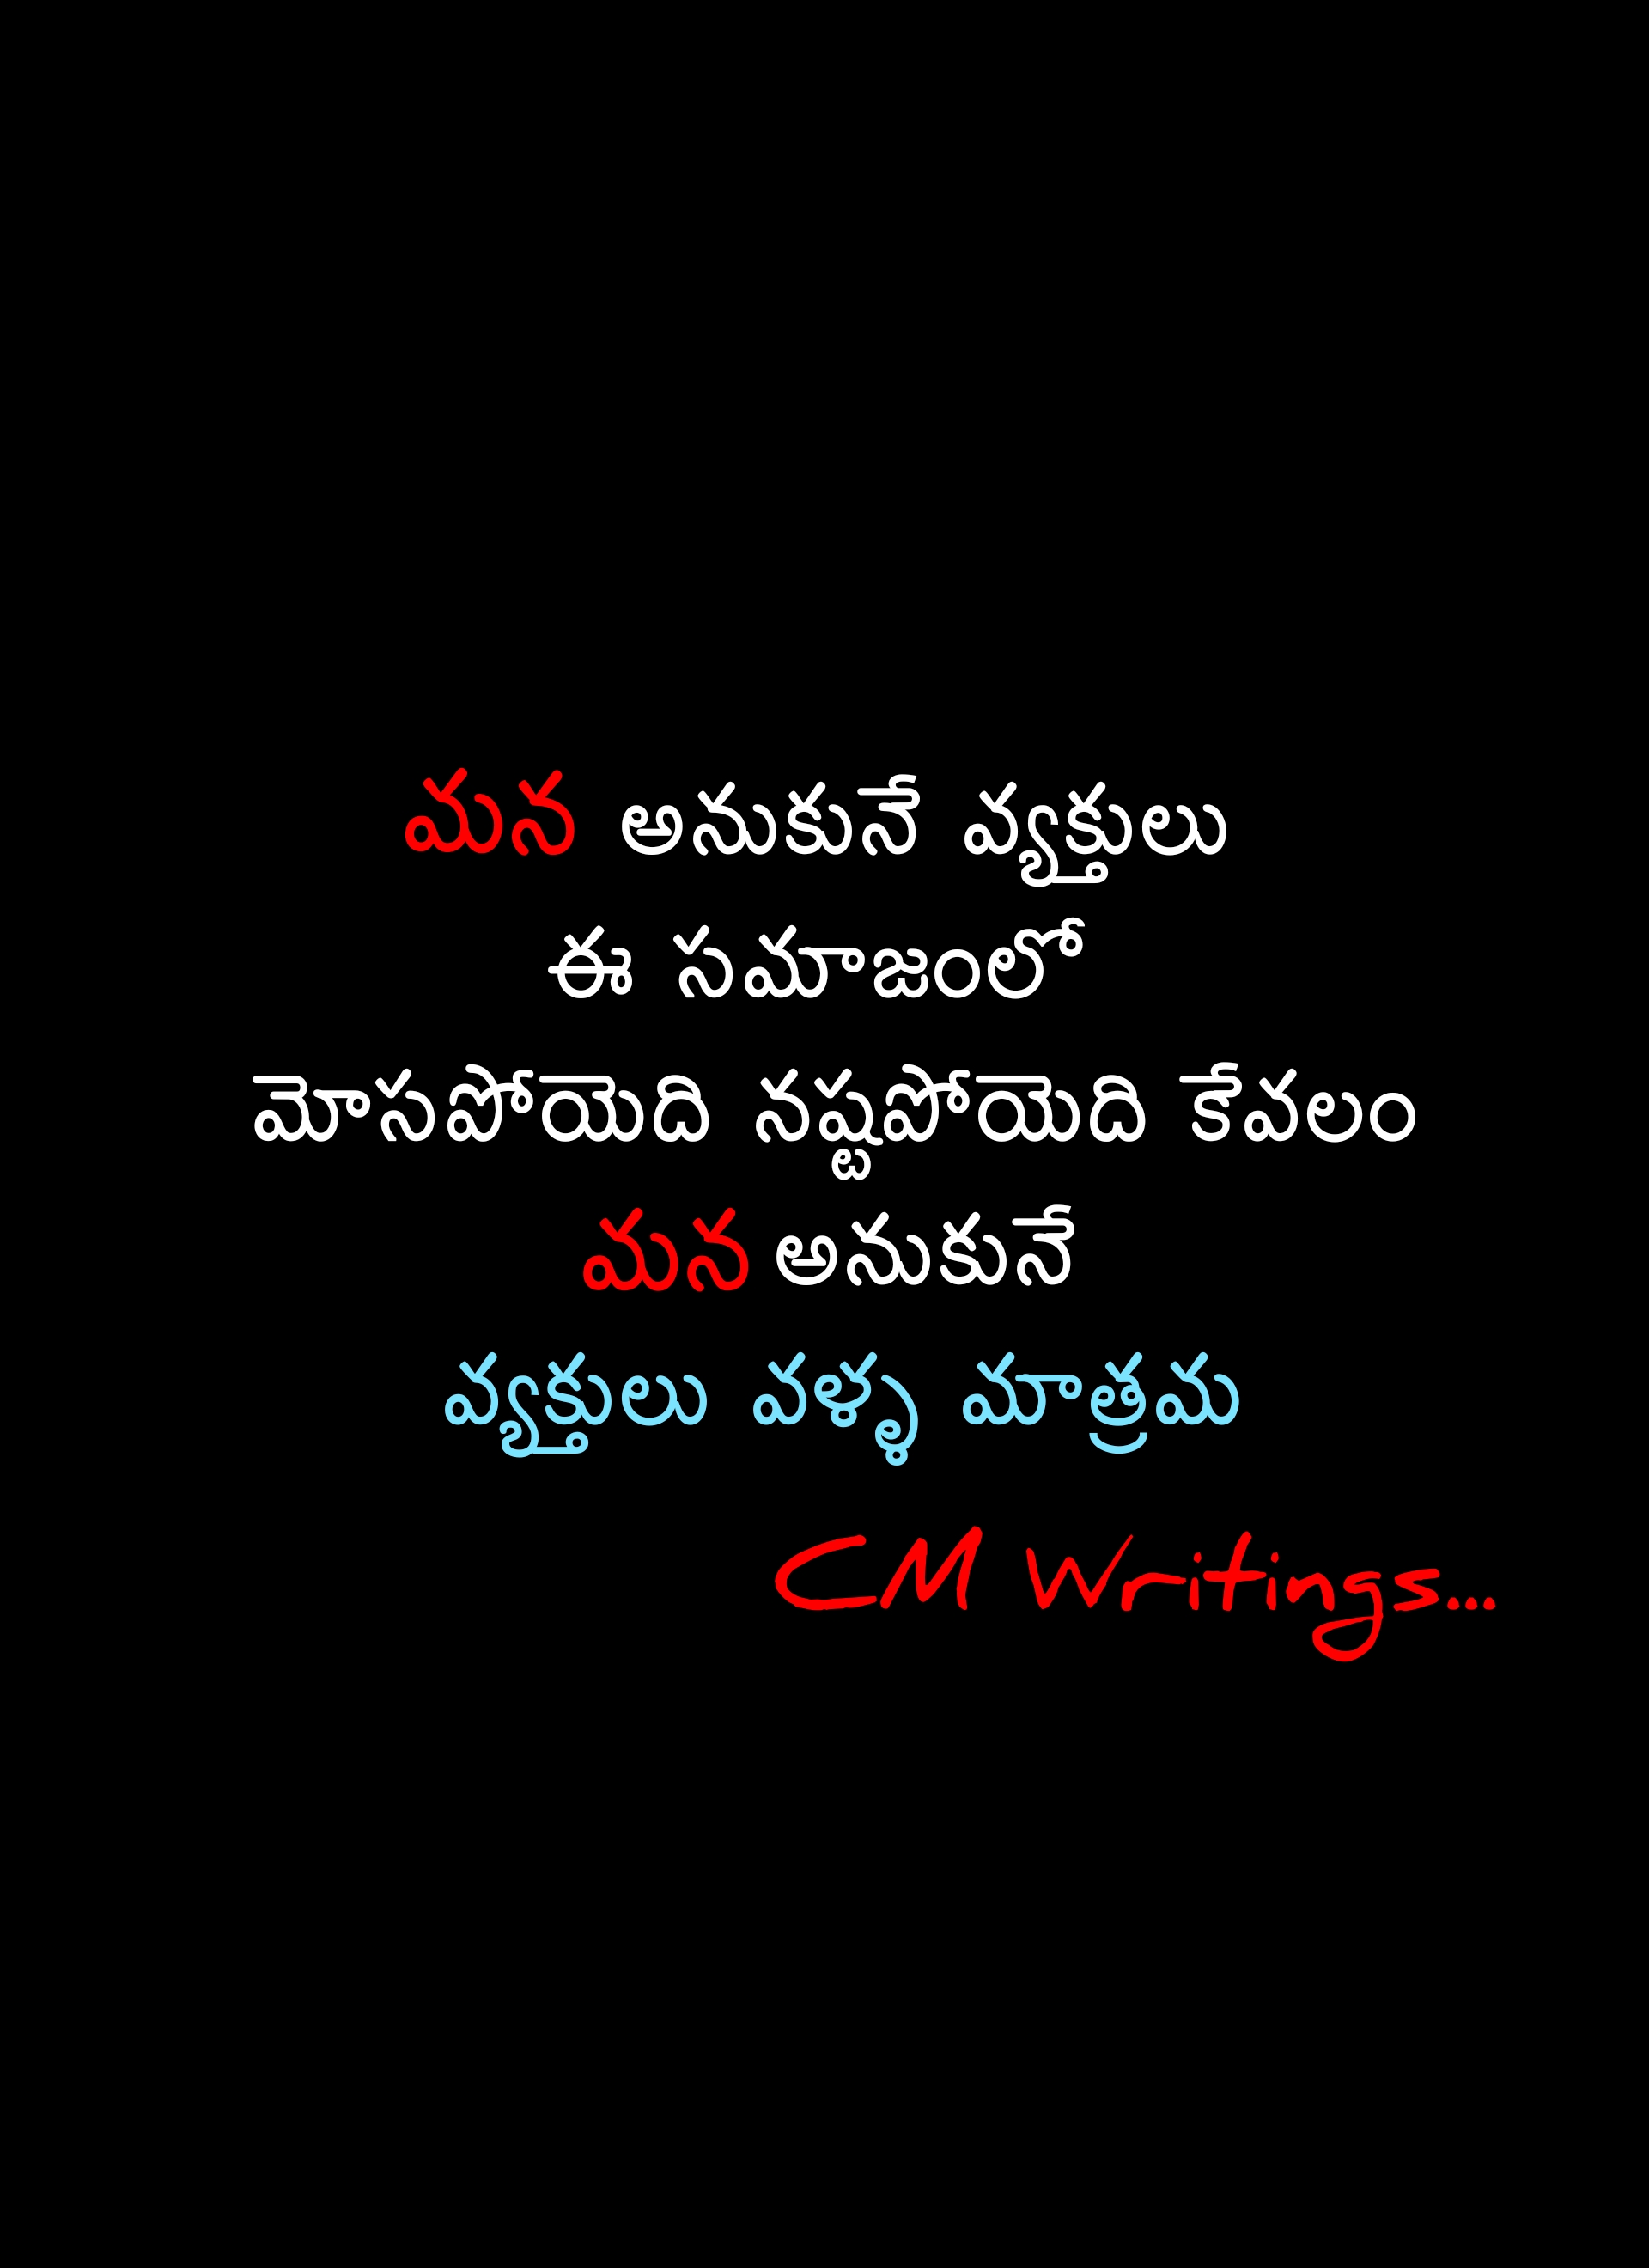 మన అనుకునే వ్యక్తులు
ఈ సమాజంలో
మోసపోయెది నష్టపోయెది కేవలం
మన అనుకునే
వ్యక్తులు వళ్ళ మాత్రమ
CM Writings...